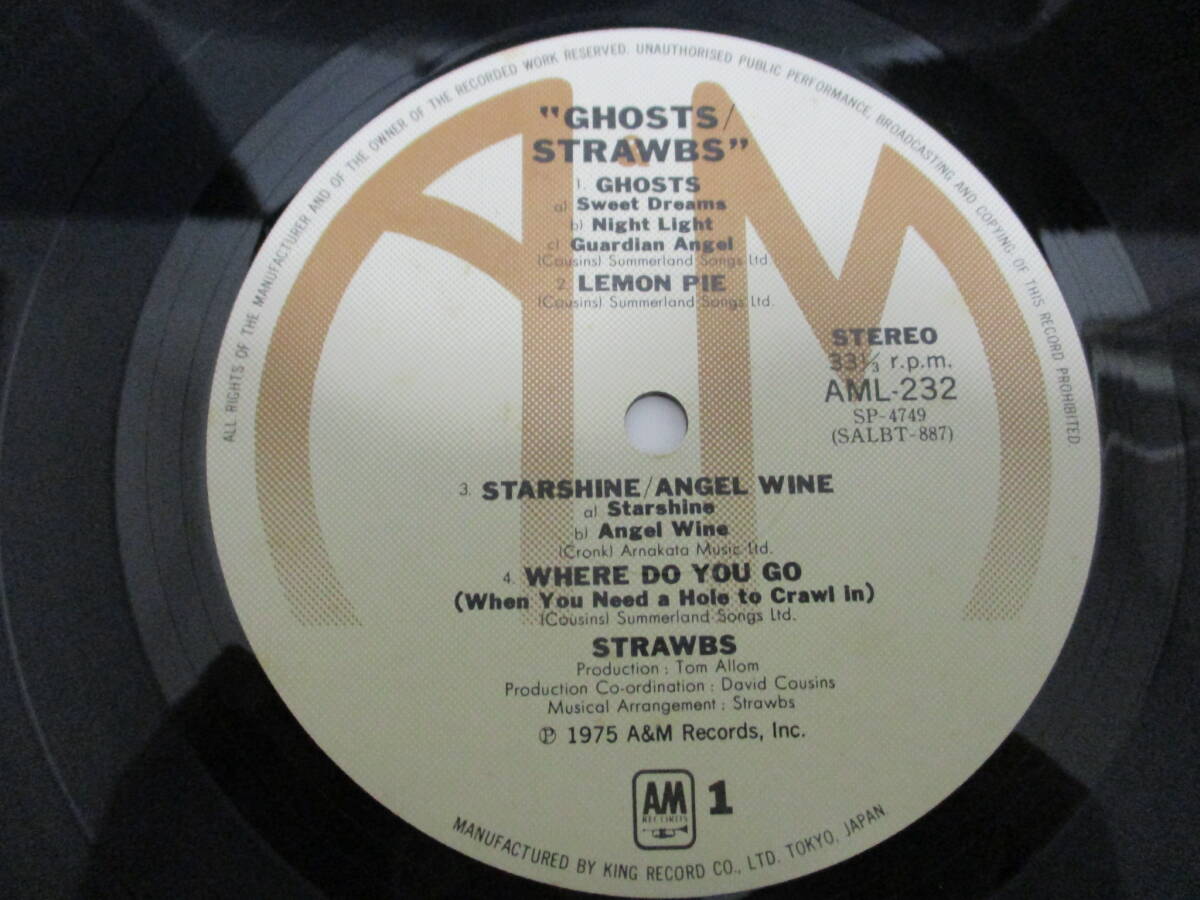 ALL RIGHTS OF THE MANUFACTURER AND OF THE OWNER OF THE RECORDED WORK RESERVED. UNAUTHORISED PUBLIC PERFORMANCE, BROADCASTING AND COPYING OF THIS RECORD PROHIBITED
"GHOSTS/
STRAWBS"
1. GHOSTS
a) Sweet Dreams
b) Night Light
c) Guardian Angel
(Cousins) Summerland Songs Ltd.
2. LEMON PIE
(Cousins) Summerland Songs Ltd.
STEREO
33⅓ r.p.m.
AML-232
SP-4749
(SALBT-887)
3. STARSHINE/ANGEL WINE
a) Starshine
b) Angel Wine
(Cronk) Arnakata Music Ltd.
4. WHERE DO YOU GO
(When You Need a Hole to Crawl in)
(Cousins) Summerland Songs Ltd.
STRAWBS
Production : Tom Allom
Production Co-ordination : David Cousins
Musical Arrangement : Strawbs
℗ 1975 A&M Records, Inc.
AM 1
RECORDS
MANUFACTURED BY KING RECORD CO., LTD. TOKYO, JAPAN